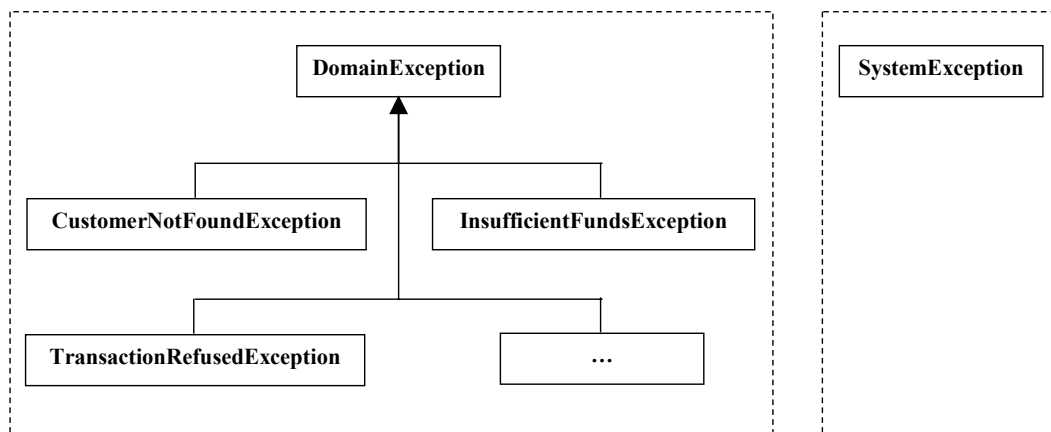 DomainException
SystemException
CustomerNotFoundException
InsufficientFundsException
TransactionRefusedException
…